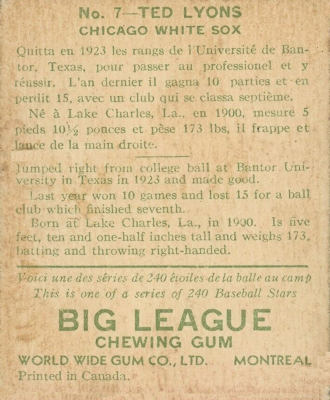 No. 7—TED LYONS
CHICAGO WHITE SOX
Quitta en 1923 les rangs de l'Université de Ban-
tor, Texas, pour passer au professionel et y
réussir. L'an dernier il gagna 10 parties et en
perdit 15, avec un club qui se classa septième.
Né à Lake Charles, La., en 1900, mesure 5
pieds 10½ pouces et pèse 173 lbs, il frappe et
lance de la main droite.
Jumped right from college ball at Bantor Uni-
versity in Texas in 1923 and made good.
Last year won 10 games and lost 15 for a ball
club which finished seventh.
Born at Lake Charles, La., in 1900. Is five
feet, ten and one-half inches tall and weighs 173,
batting and throwing right-handed.
Voici une des séries de 240 étoiles de la balle au camp
This is one of a series of 240 Baseball Stars
BIG LEAGUE
CHEWING GUM
WORLD WIDE GUM CO., LTD. MONTREAL
Printed in Canada.